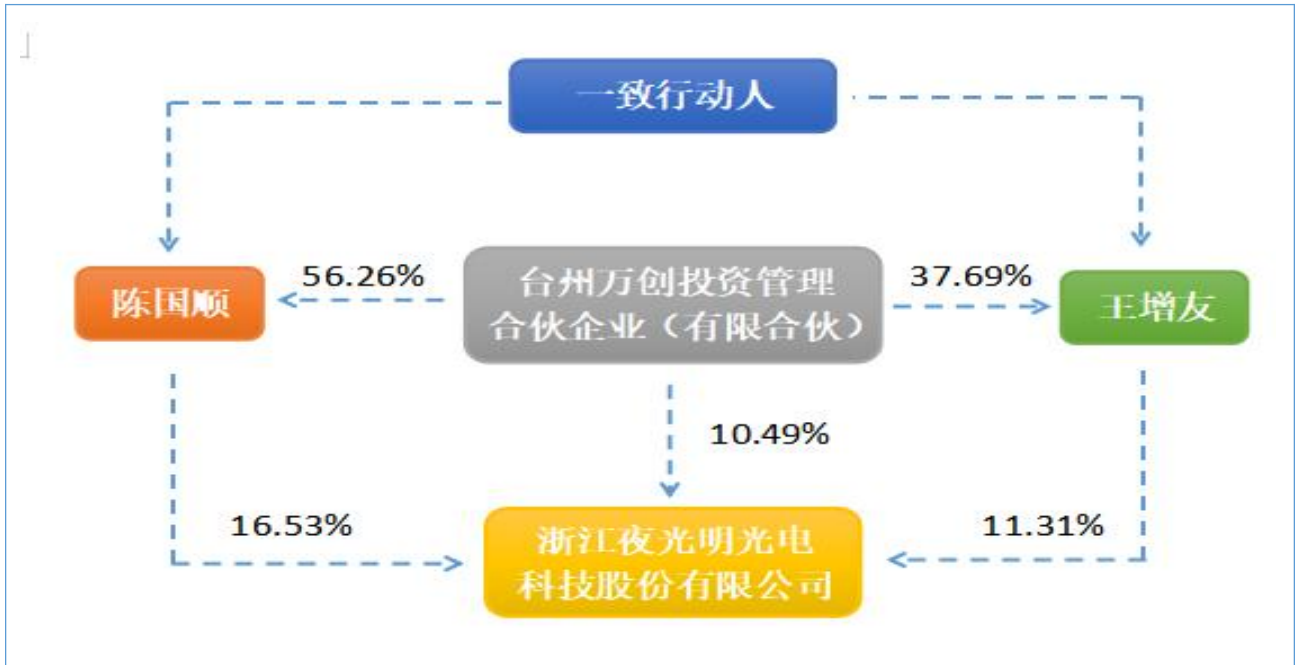 一致行动人
陈国顺
56.26%
台州万创投资管理
合伙企业（有限合伙）
37.69%
王增友
10.49%
16.53%
浙江夜光明光电
科技股份有限公司
11.31%